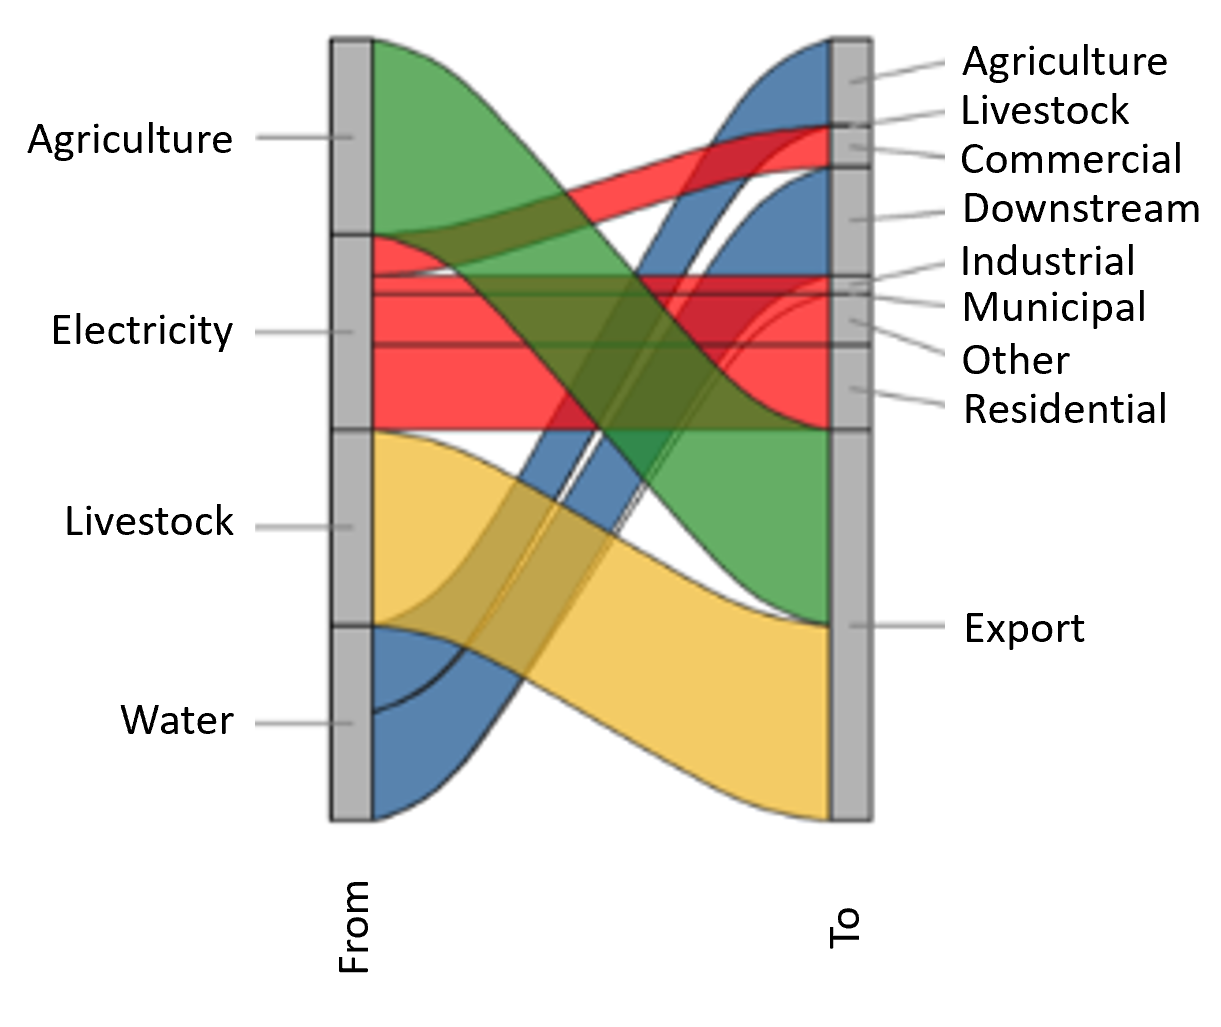 Agriculture
Electricity
Livestock
Water
Agriculture
Livestock
Commercial
Downstream
Industrial
Municipal
Other
Residential
Export
From
To